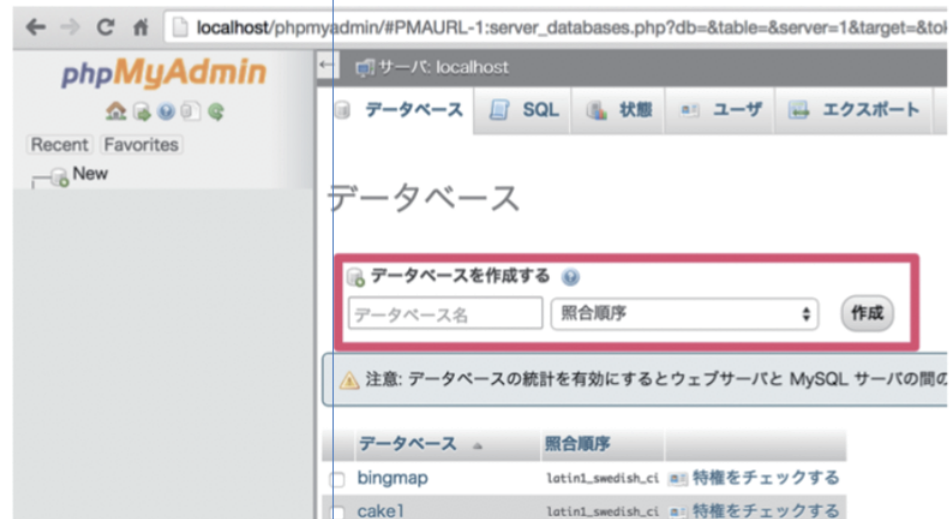 localhost/phpmyadmin/#PMAURL-1:server_databases.php?db=&table=&server=1&target=&tok
phpMyAdmin
サーバ: localhost
データベース SQL 状態 ユーザ エクスポート
Recent Favorites
New
データベース
データベースを作成する
データベース名 照合順序 作成
注意: データベースの統計を有効にするとウェブサーバと MySQL サーバの間の
データベース 照合順序
bingmap latin1_swedish_ci 特権をチェックする
cake1 latin1_swedish_ci 特権をチェックする